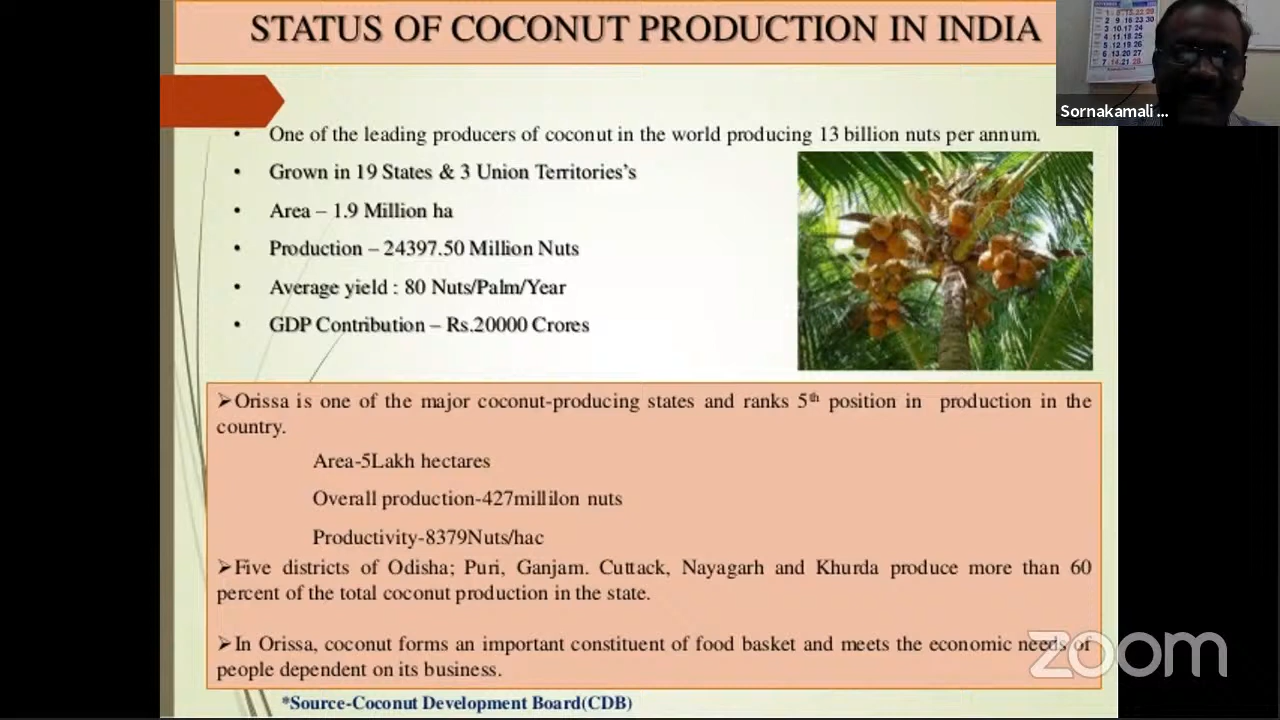 STATUS OF COCONUT PRODUCTION IN INDIA
• One of the leading producers of coconut in the world producing 13 billion nuts per annum.
• Grown in 19 States & 3 Union Territories’s
• Area – 1.9 Million ha
• Production – 24397.50 Million Nuts
• Average yield : 80 Nuts/Palm/Year
• GDP Contribution – Rs.20000 Crores
➢Orissa is one of the major coconut-producing states and ranks 5th position in production in the
country.
Area-5Lakh hectares
Overall production-427millilon nuts
Productivity-8379Nuts/hac
➢Five districts of Odisha; Puri, Ganjam. Cuttack, Nayagarh and Khurda produce more than 60
percent of the total coconut production in the state.
➢In Orissa, coconut forms an important constituent of food basket and meets the economic needs of
people dependent on its business.
*Source-Coconut Development Board(CDB)
Sornakamali ...
zoom